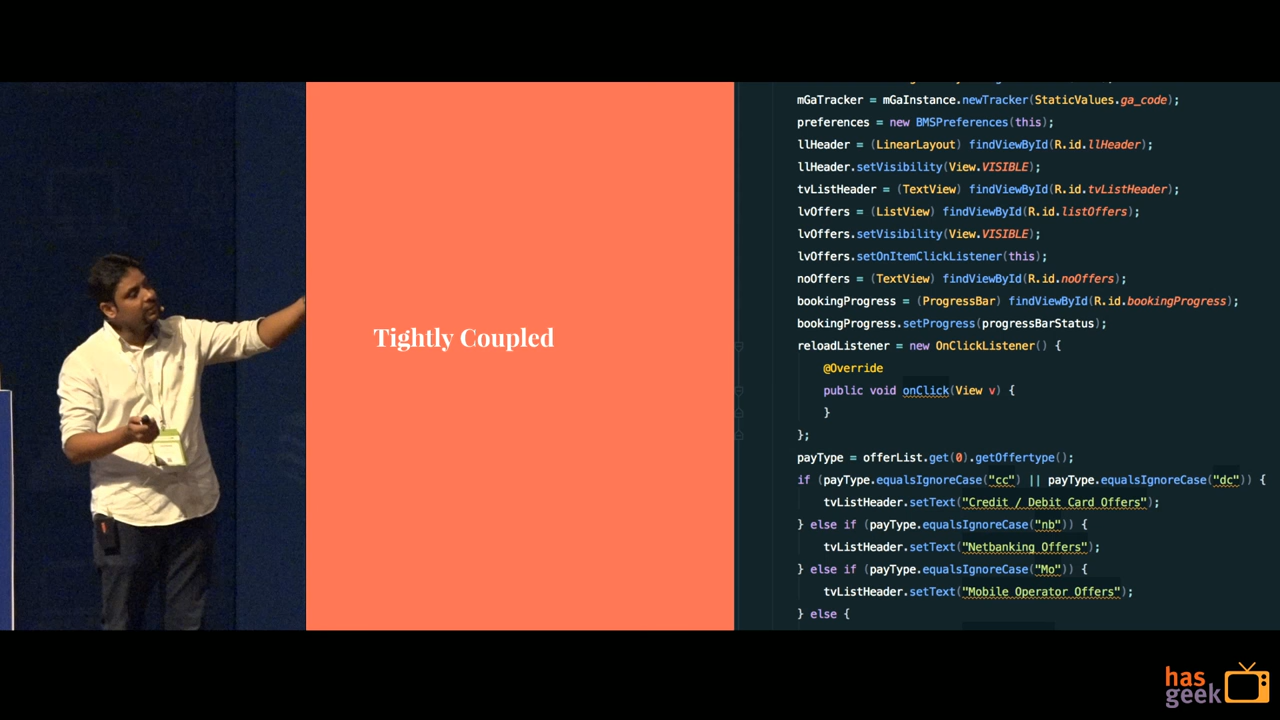 Tightly Coupled
mGaTracker = mGaInstance.newTracker(StaticValues.ga_code);
preferences = new BMSPreferences(this);
llHeader = (LinearLayout) findViewById(R.id.llHeader);
llHeader.setVisibility(View.VISIBLE);
tvListHeader = (TextView) findViewById(R.id.tvListHeader);
lvOffers = (ListView) findViewById(R.id.listOffers);
lvOffers.setVisibility(View.VISIBLE);
lvOffers.setOnItemClickListener(this);
noOffers = (TextView) findViewById(R.id.noOffers);
bookingProgress = (ProgressBar) findViewById(R.id.bookingProgress);
bookingProgress.setProgress(progressBarStatus);
reloadListener = new OnClickListener() {
@Override
public void onClick(View v) {
}
};
payType = offerList.get(0).getOffertype();
if (payType.equalsIgnoreCase("cc") || payType.equalsIgnoreCase("dc")) {
tvListHeader.setText("Credit / Debit Card Offers");
} else if (payType.equalsIgnoreCase("nb")) {
tvListHeader.setText("Netbanking Offers");
} else if (payType.equalsIgnoreCase("Mo")) {
tvListHeader.setText("Mobile Operator Offers");
} else {
has
geek